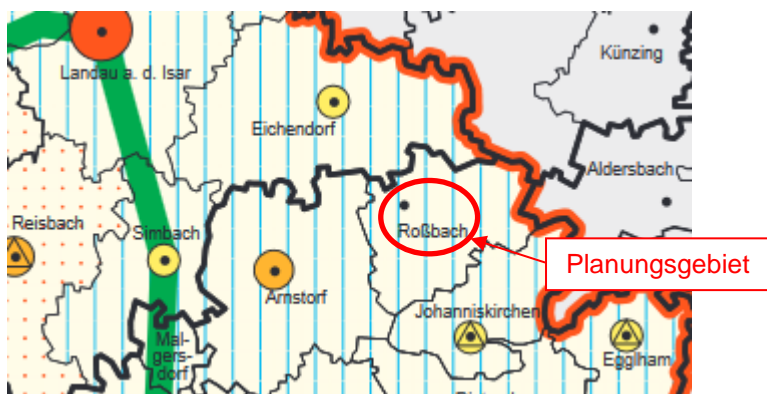 Künzing
Landau a. d. Isar
Eichendorf
Aldersbach
Reisbach
Simbach
Roßbach
Planungsgebiet
Arnstorf
Johanniskirchen
Mal-
gers-
dorf
Egglham